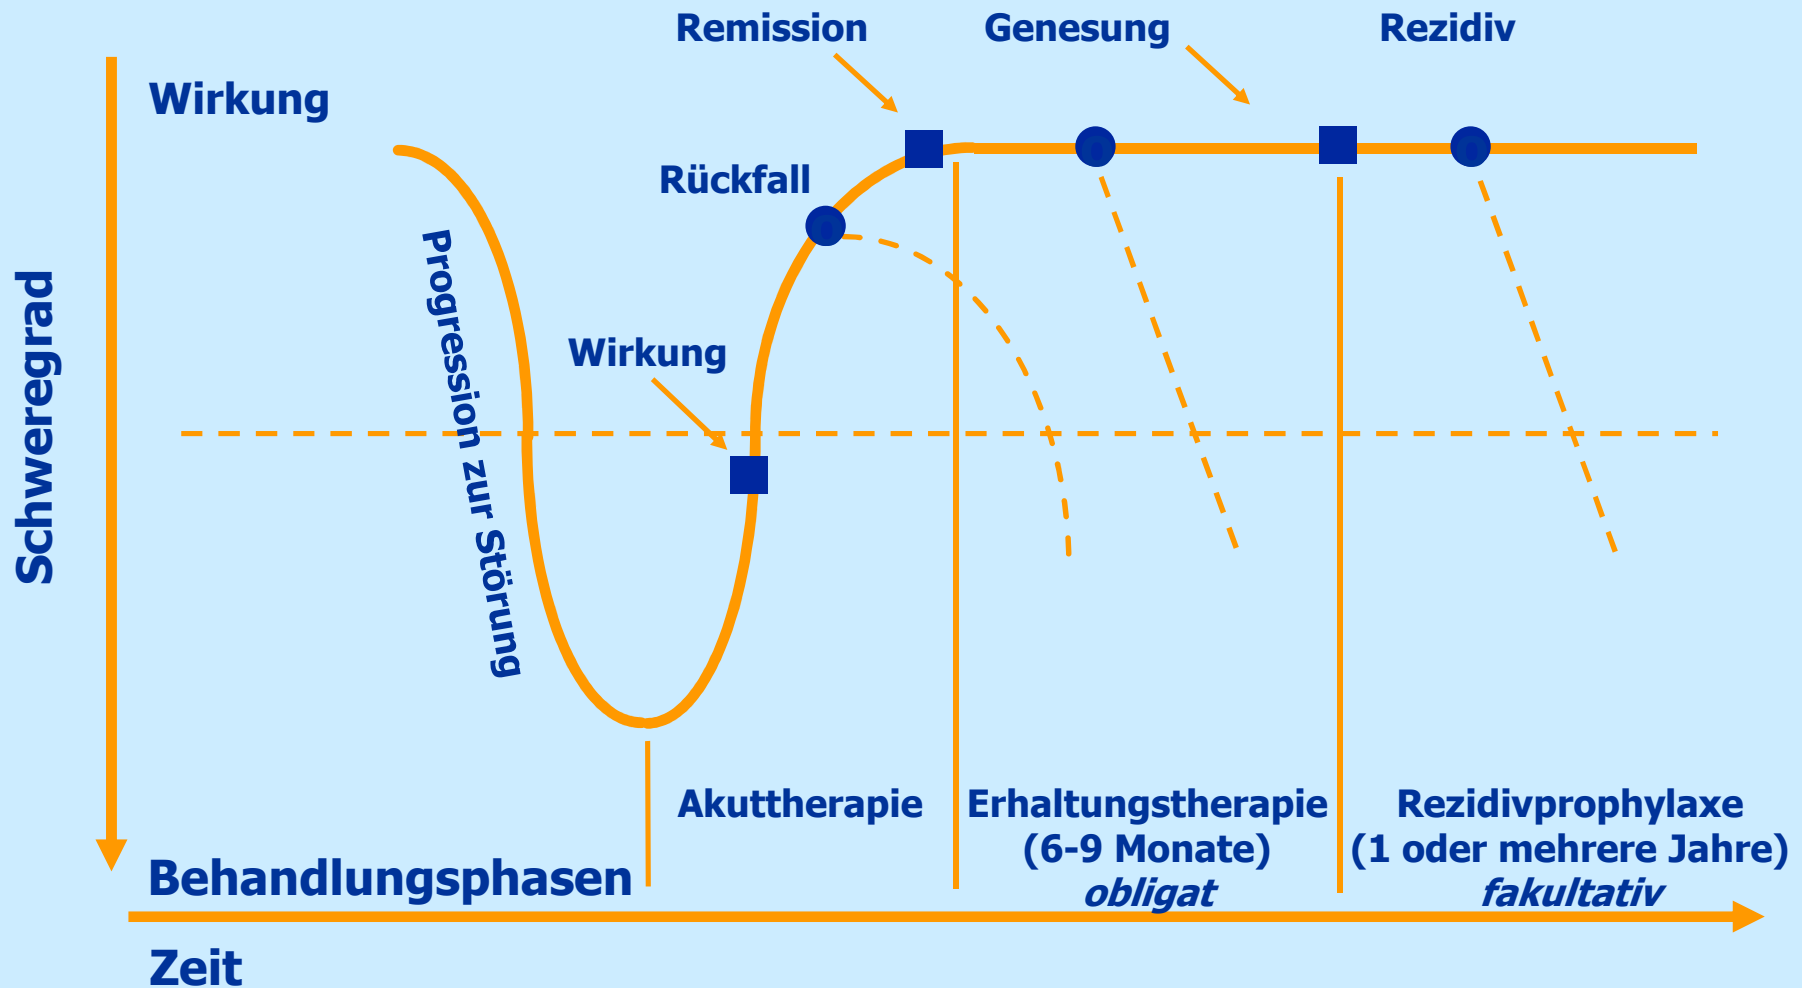 Remission
Genesung
Rezidiv
Wirkung
Rückfall
Progression zur Störung
Wirkung
Schweregrad
Akuttherapie
Erhaltungstherapie
(6-9 Monate)
obligat
Rezidivprophylaxe
(1 oder mehrere Jahre)
fakultativ
Behandlungsphasen
Zeit